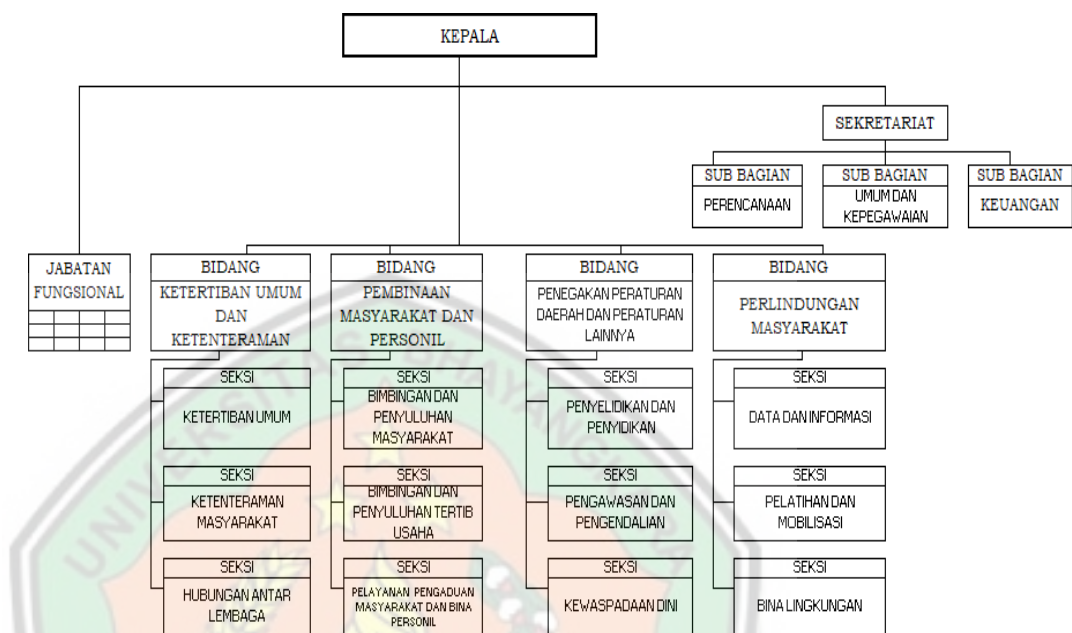 KEPALA
SEKRETARIAT
SUB BAGIAN
PERENCANAAN
SUB BAGIAN
UMUM DAN
KEPEGAWAIAN
SUB BAGIAN
KEUANGAN
JABATAN
FUNGSIONAL
BIDANG
KETERTIBAN UMUM
DAN
KETENTERAMAN
BIDANG
PEMBINAAN
MASYARAKAT DAN
PERSONIL
BIDANG
PENEGAKAN PERATURAN
DAERAH DAN PERATURAN
LAINNYA
BIDANG
PERLINDUNGAN
MASYARAKAT
SEKSI
KETERTIBAN UMUM
SEKSI
KETENTERAMAN
MASYARAKAT
SEKSI
HUBUNGAN ANTAR
LEMBAGA
SEKSI
BIMBINGAN DAN
PENYULUHAN
MASYARAKAT
SEKSI
BIMBINGAN DAN
PENYULUHAN TERTIB
USAHA
SEKSI
PELAYANAN PENGADUAN
MASYARAKAT DAN BINA
PERSONIL
SEKSI
PENYELIDIKAN DAN
PENYIDIKAN
SEKSI
PENGAWASAN DAN
PENGENDALIAN
SEKSI
KEWASPADAAN DINI
SEKSI
DATA DAN INFORMASI
SEKSI
PELATIHAN DAN
MOBILISASI
SEKSI
BINA LINGKUNGAN
UNIVERSITAS BHAYANGKARA